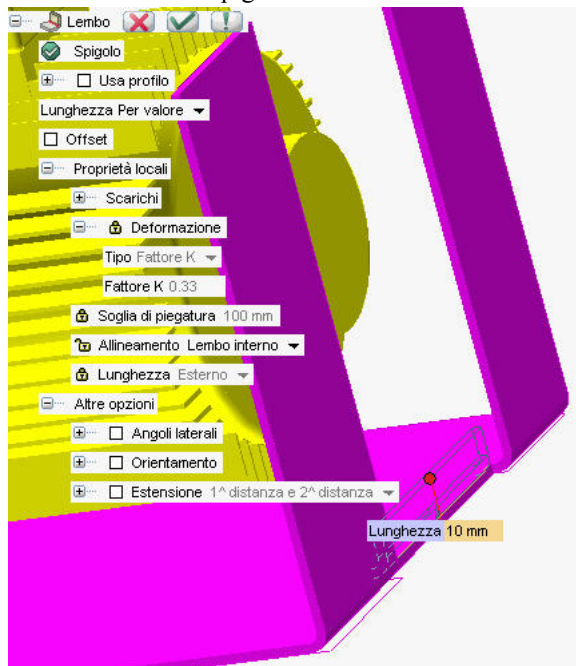 Lembo
Spigolo
Usa profilo
Lunghezza Per valore
Offset
Proprietà locali
Scarichi
Deformazione
Tipo Fattore K
Fattore K 0.33
Soglia di piegatura 100 mm
Allineamento Lembo interno
Lunghezza Esterno
Altre opzioni
Angoli laterali
Orientamento
Estensione 1^ distanza e 2^ distanza
Lunghezza 10 mm